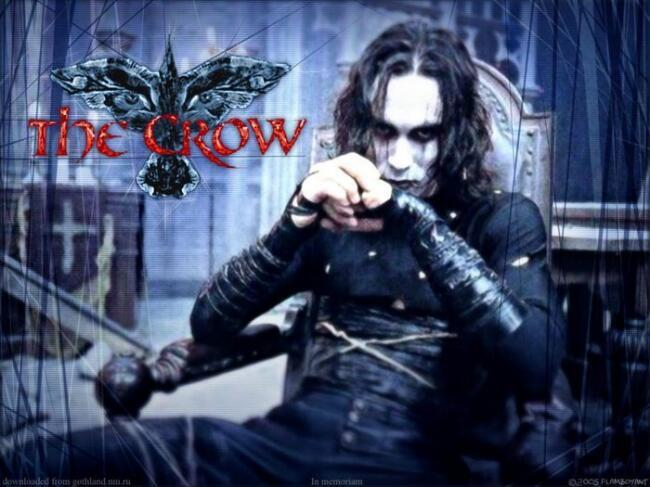 THE CROW
downloaded from gothland.nm.ru
In memoriam
©2005 FLAMBOYANT